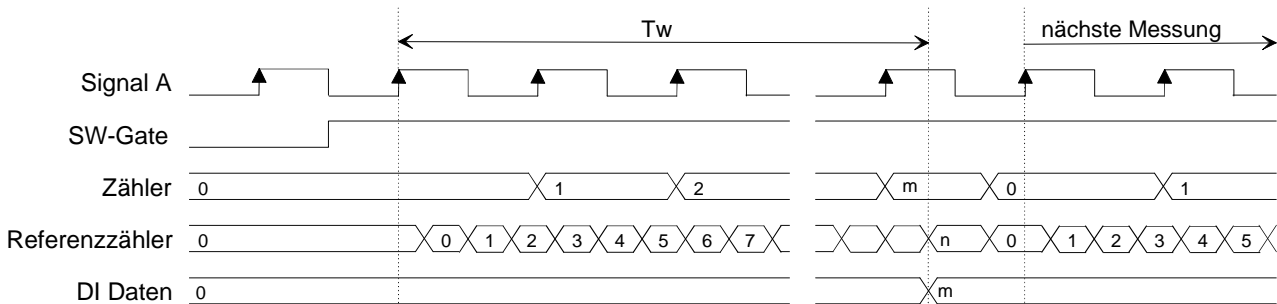 Tw nächste Messung
Signal A
SW-Gate
Zähler 0 1 2 m 0 1
Referenzzähler 0 0 1 2 3 4 5 6 7 n 0 1 2 3 4 5
DI Daten 0 m